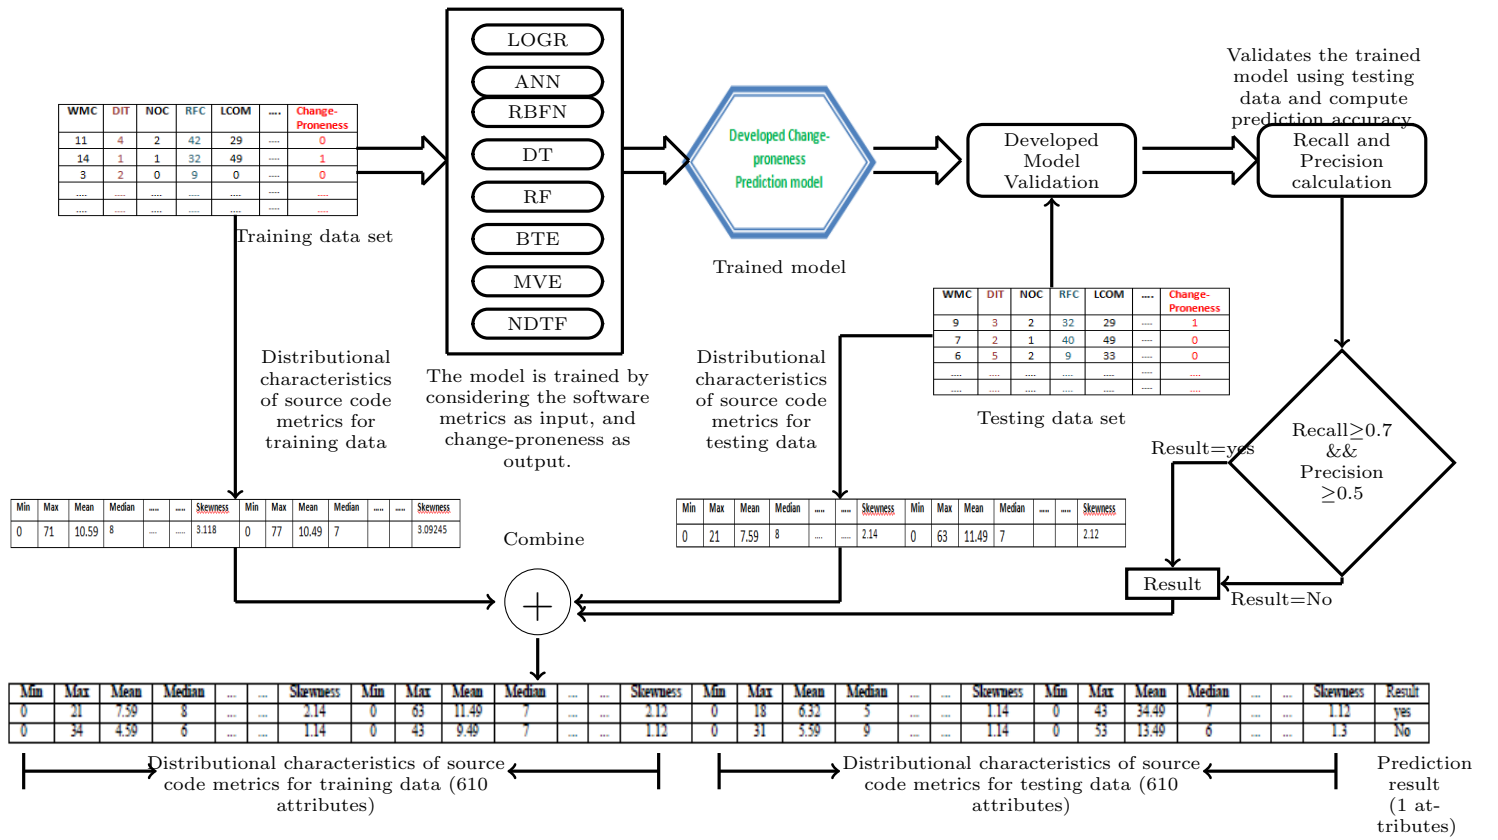 LOGR
ANN
RBFN
DT
RF
BTE
MVE
NDTF
WMC DIT NOC RFC LCOM .... Change-Proneness
11 4 2 42 29 .... 0
14 1 1 32 49 .... 1
3 2 0 9 0 .... 0
.... .... .... .... .... .... ....
.... .... .... .... .... .... ....
Training data set
Developed Change-
proneness
Prediction model
Trained model
Developed
Model
Validation
Validates the trained
model using testing
data and compute
prediction accuracy
Recall and
Precision
calculation
WMC DIT NOC RFC LCOM .... Change-Proneness
9 3 2 32 29 .... 1
7 2 1 40 49 .... 0
6 5 2 9 33 .... 0
.... .... .... .... .... .... ....
.... .... .... .... .... .... ....
Testing data set
Distributional
characteristics
of source code
metrics for
training data
The model is trained by
considering the software
metrics as input, and
change-proneness as
output.
Distributional
characteristics
of source code
metrics for
testing data
Recall≥0.7
&&
Precision
≥0.5
Result=yes
Result=No
Result
Min Max Mean Median ..... ..... Skewness Min Max Mean Median ..... ..... Skewness
0 71 10.59 8 .... ..... 3.118 0 77 10.49 7 3.09245
Combine
+
Min Max Mean Median ..... ..... Skewness Min Max Mean Median ..... ..... Skewness
0 21 7.59 8 .... ..... 2.14 0 63 11.49 7 2.12
Min Max Mean Median .... .... Skewness Min Max Mean Median .... .... Skewness Min Max Mean Median .... .... Skewness Min Max Mean Median .... .... Skewness Result
0 21 7.59 8 .... .... 2.14 0 63 11.49 7 .... .... 2.12 0 18 6.32 5 .... .... 1.14 0 43 34.49 7 .... .... 1.12 yes
0 34 4.59 6 .... .... 1.14 0 43 9.49 7 .... .... 1.12 0 31 5.59 9 .... .... 1.14 0 53 13.49 6 .... .... 1.3 No
Distributional characteristics of source
code metrics for training data (610
attributes)
Distributional characteristics of source
code metrics for testing data (610
attributes)
Prediction
result
(1 at-
tributes)